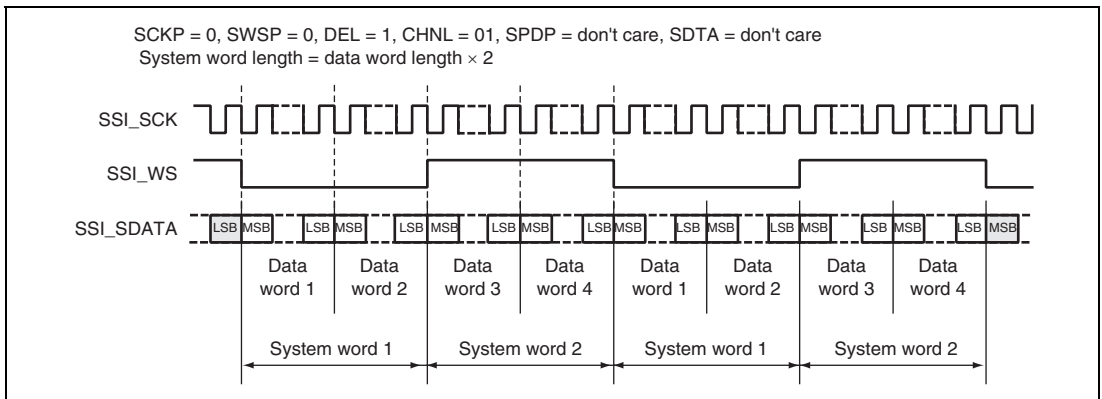 SCKP = 0, SWSP = 0, DEL = 1, CHNL = 01, SPDP = don't care, SDTA = don't care
System word length = data word length × 2
SSI_SCK
SSI_WS
SSI_SDATA
LSB MSB LSB MSB LSB MSB LSB MSB LSB MSB LSB MSB LSB MSB LSB MSB LSB MSB
Data word 1
Data word 2
Data word 3
Data word 4
Data word 1
Data word 2
Data word 3
Data word 4
System word 1
System word 2
System word 1
System word 2